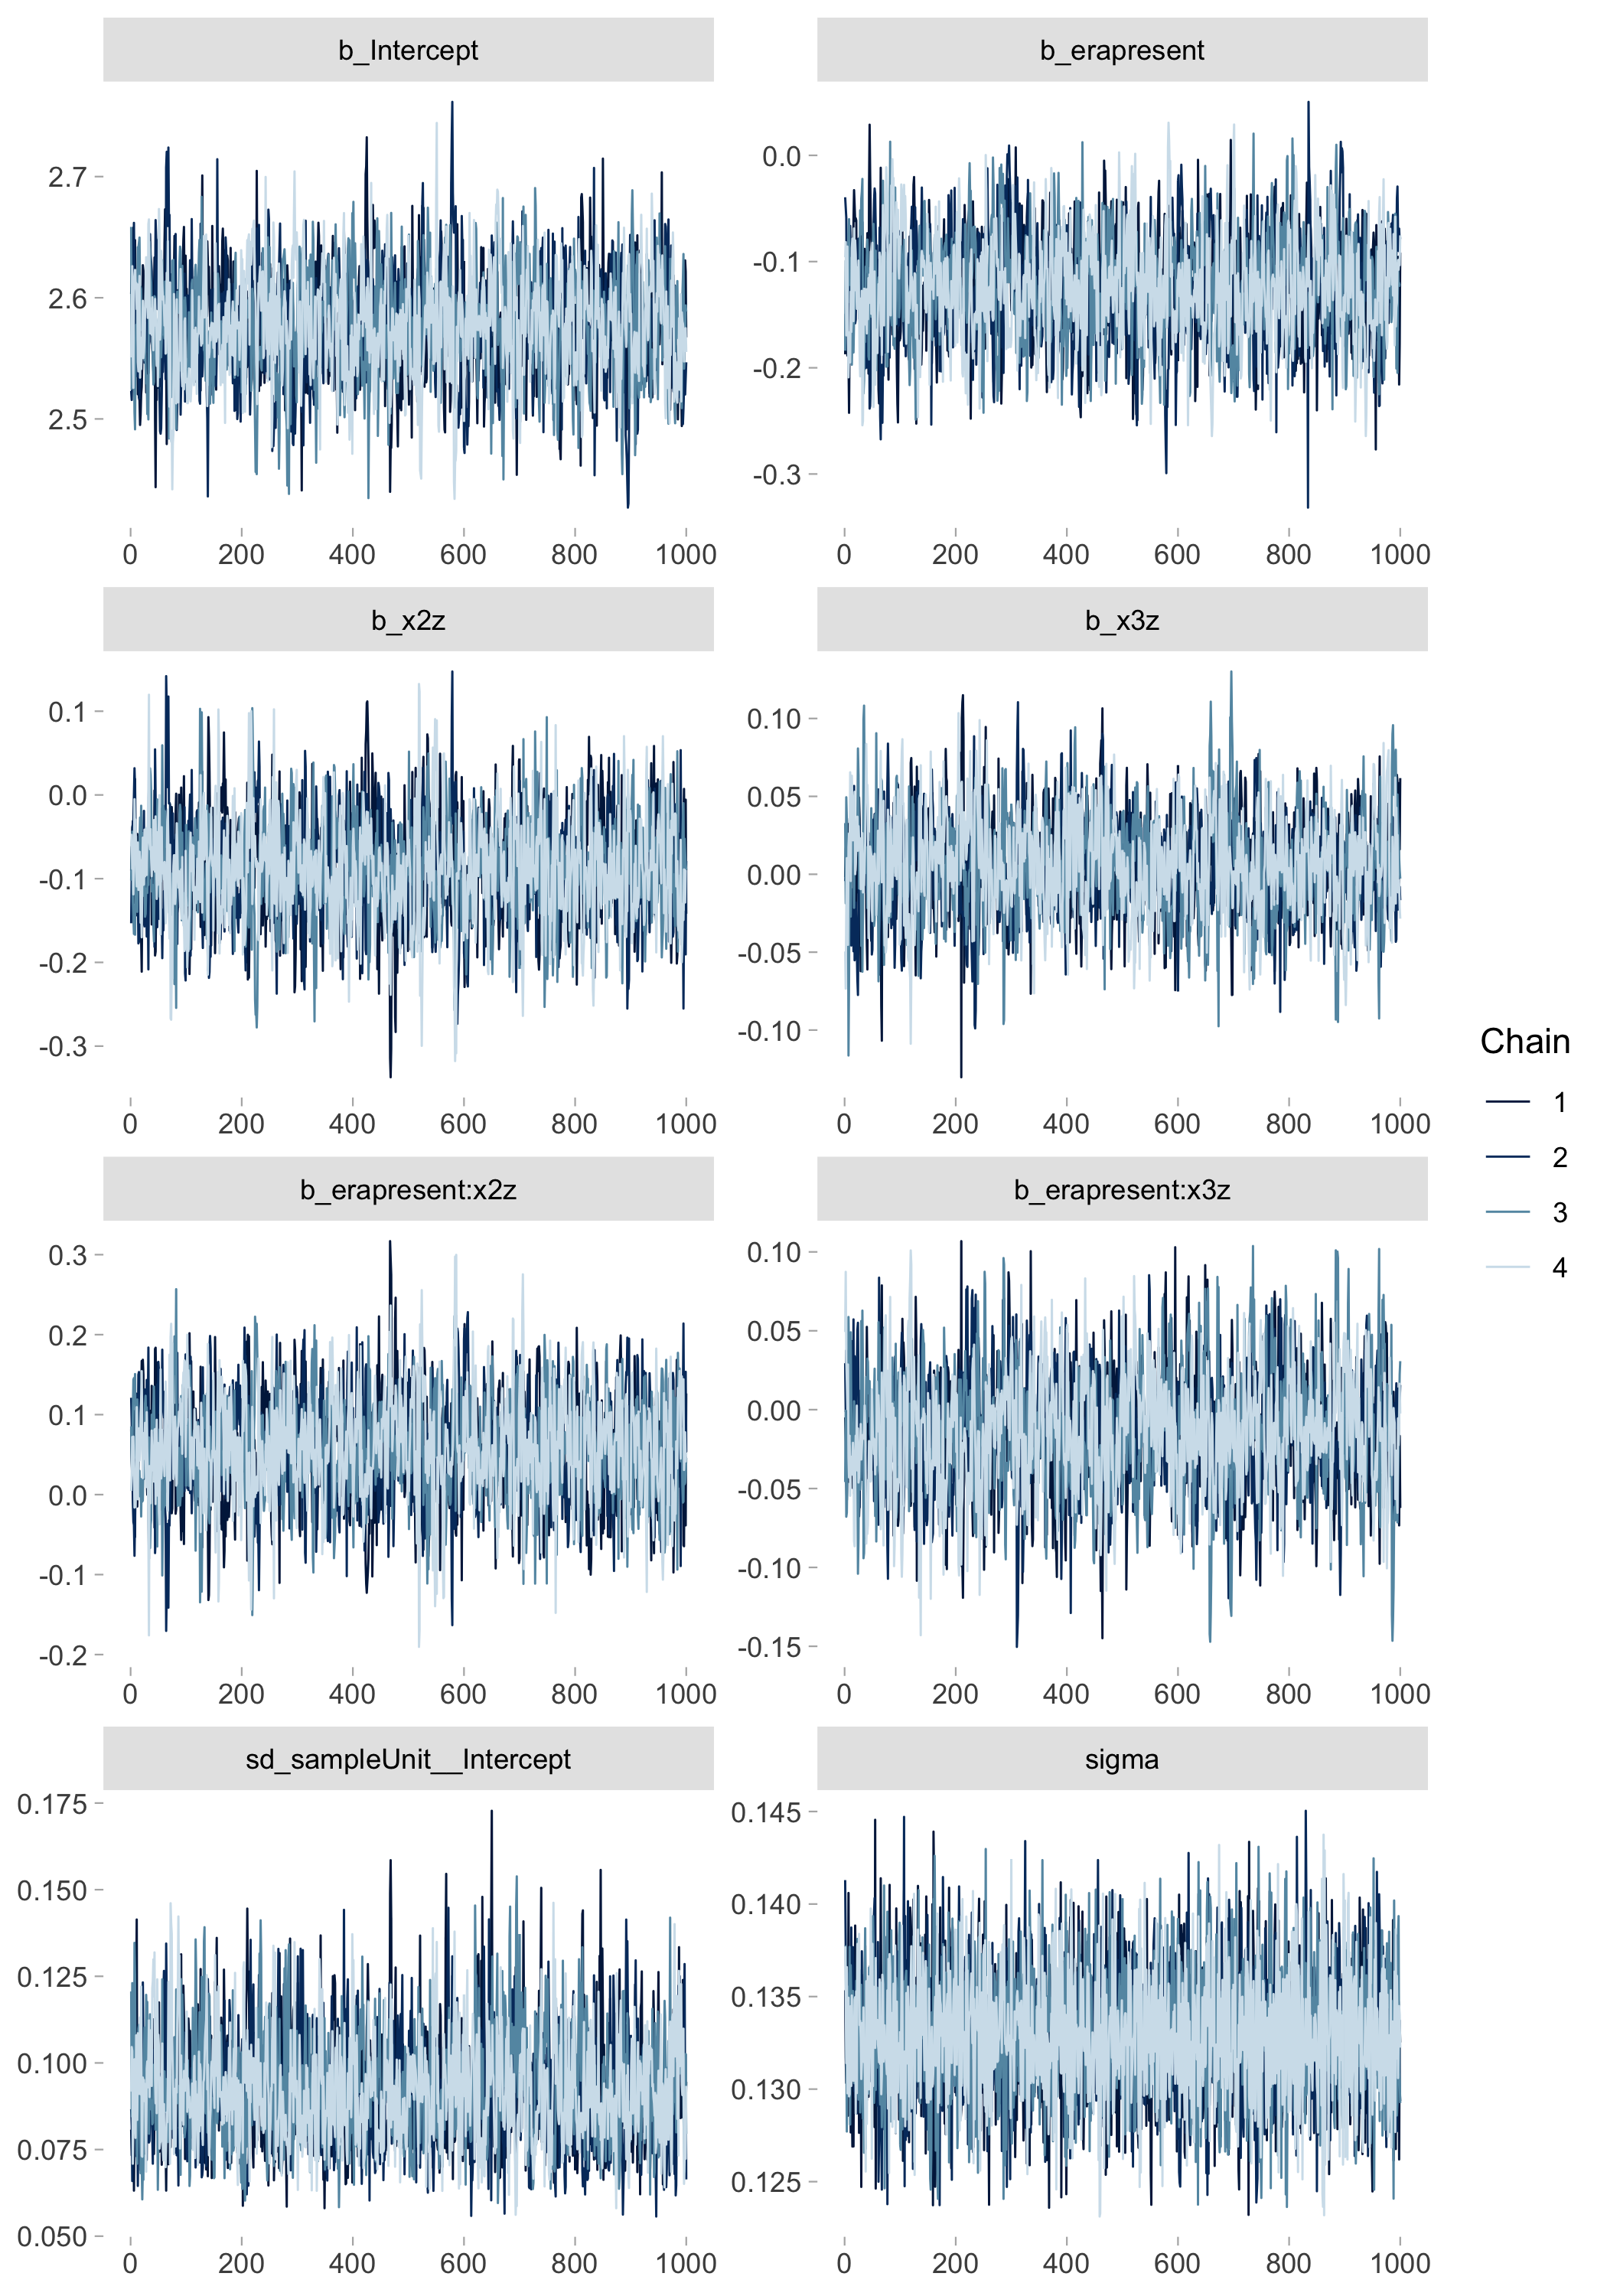 b_Intercept
b_erapresent
2.7
2.6
2.5
0.0
-0.1
-0.2
-0.3
0 200 400 600 800 1000
0 200 400 600 800 1000
b_x2z
b_x3z
0.1
0.0
-0.1
-0.2
-0.3
0.10
0.05
0.00
-0.05
-0.10
0 200 400 600 800 1000
0 200 400 600 800 1000
b_erapresent:x2z
b_erapresent:x3z
0.3
0.2
0.1
0.0
-0.1
-0.2
0.10
0.05
0.00
-0.05
-0.10
-0.15
0 200 400 600 800 1000
0 200 400 600 800 1000
sd_sampleUnit__Intercept
sigma
0.175
0.150
0.125
0.100
0.075
0.050
0.145
0.140
0.135
0.130
0.125
0 200 400 600 800 1000
0 200 400 600 800 1000
Chain
1
2
3
4